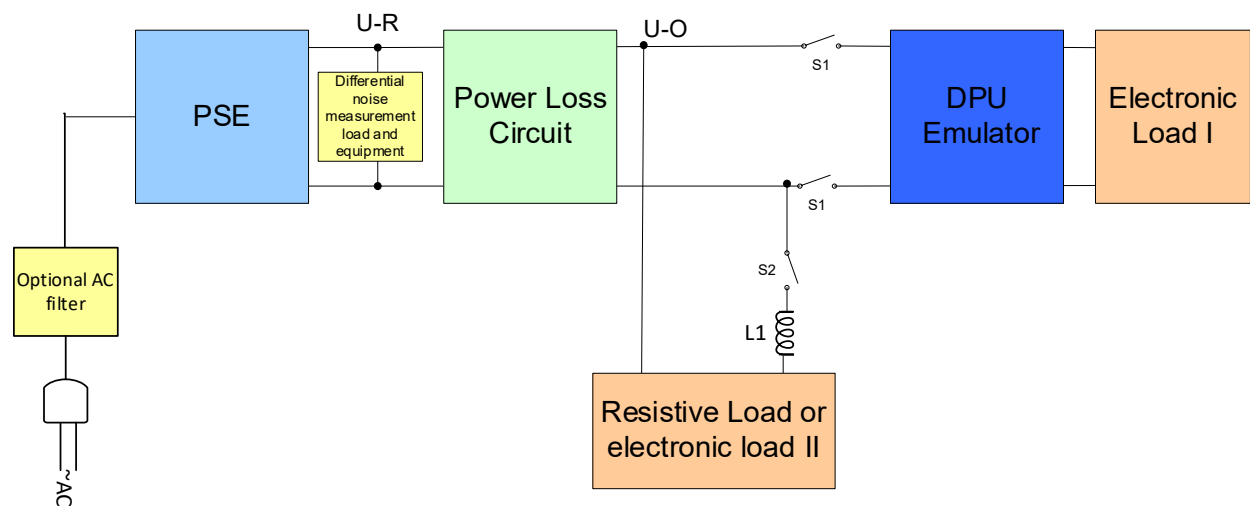 U-R
U-O
PSE
Differential
noise
measurement
load and
equipment
Power Loss
Circuit
S1
DPU
Emulator
Electronic
Load I
S1
Optional AC
filter
S2
L1
Resistive Load or
electronic load II
~AC